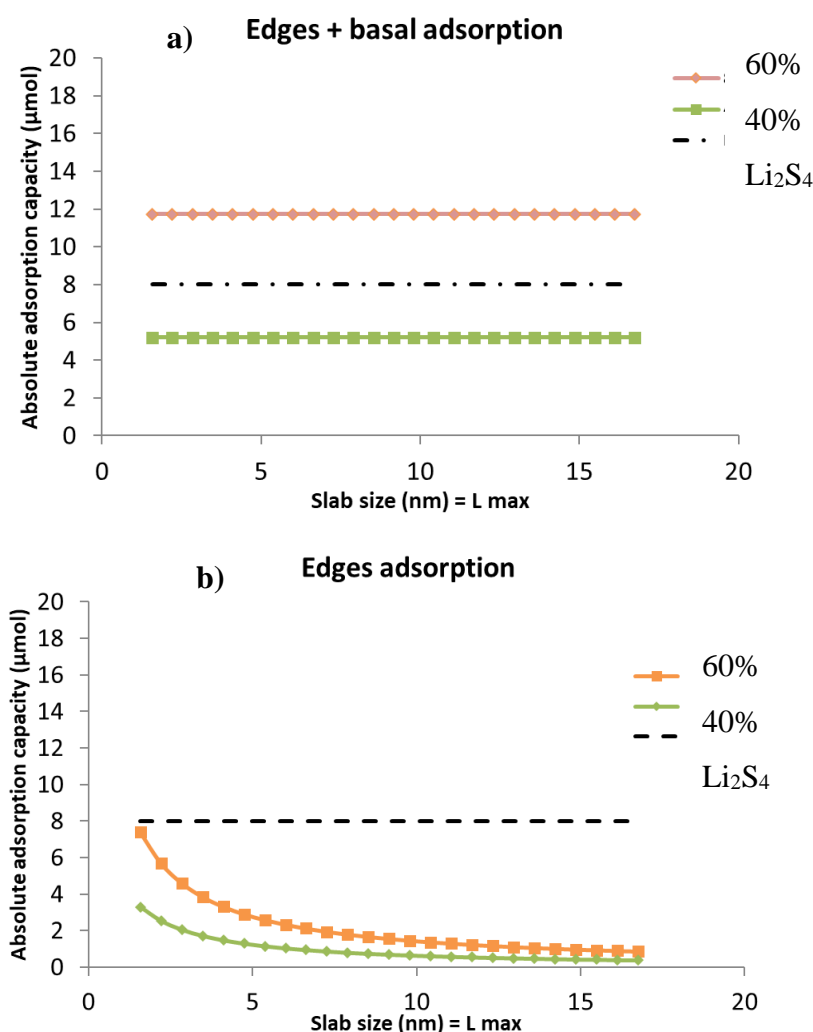 a)
Edges + basal adsorption
Absolute adsorption capacity (µmol)
20
18
16
14
12
10
8
6
4
2
0
0 5 10 15 20
Slab size (nm) = L max
60%
40%
Li₂S₄
b)
Edges adsorption
Absolute adsorption capacity (µmol)
20
18
16
14
12
10
8
6
4
2
0
0 5 10 15 20
Slab size (nm) = L max
60%
40%
Li₂S₄